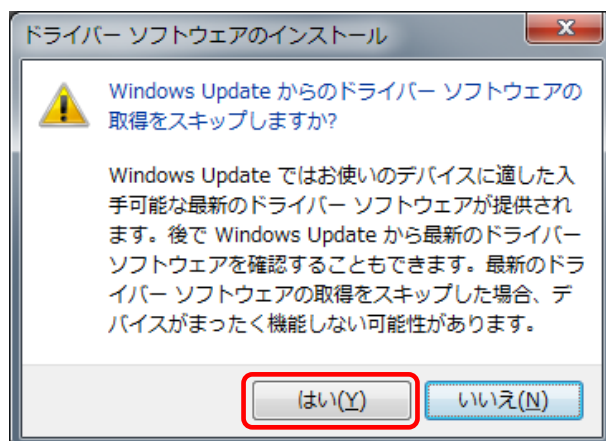 ドライバー ソフトウェアのインストール
Windows Update からのドライバー ソフトウェアの
取得をスキップしますか?
Windows Update ではお使いのデバイスに適した入
手可能な最新のドライバー ソフトウェアが提供され
ます。後で Windows Update から最新のドライバー
ソフトウェアを確認することもできます。最新のドラ
イバー ソフトウェアの取得をスキップした場合、デ
バイスがまったく機能しない可能性があります。
はい(Y) いいえ(N)